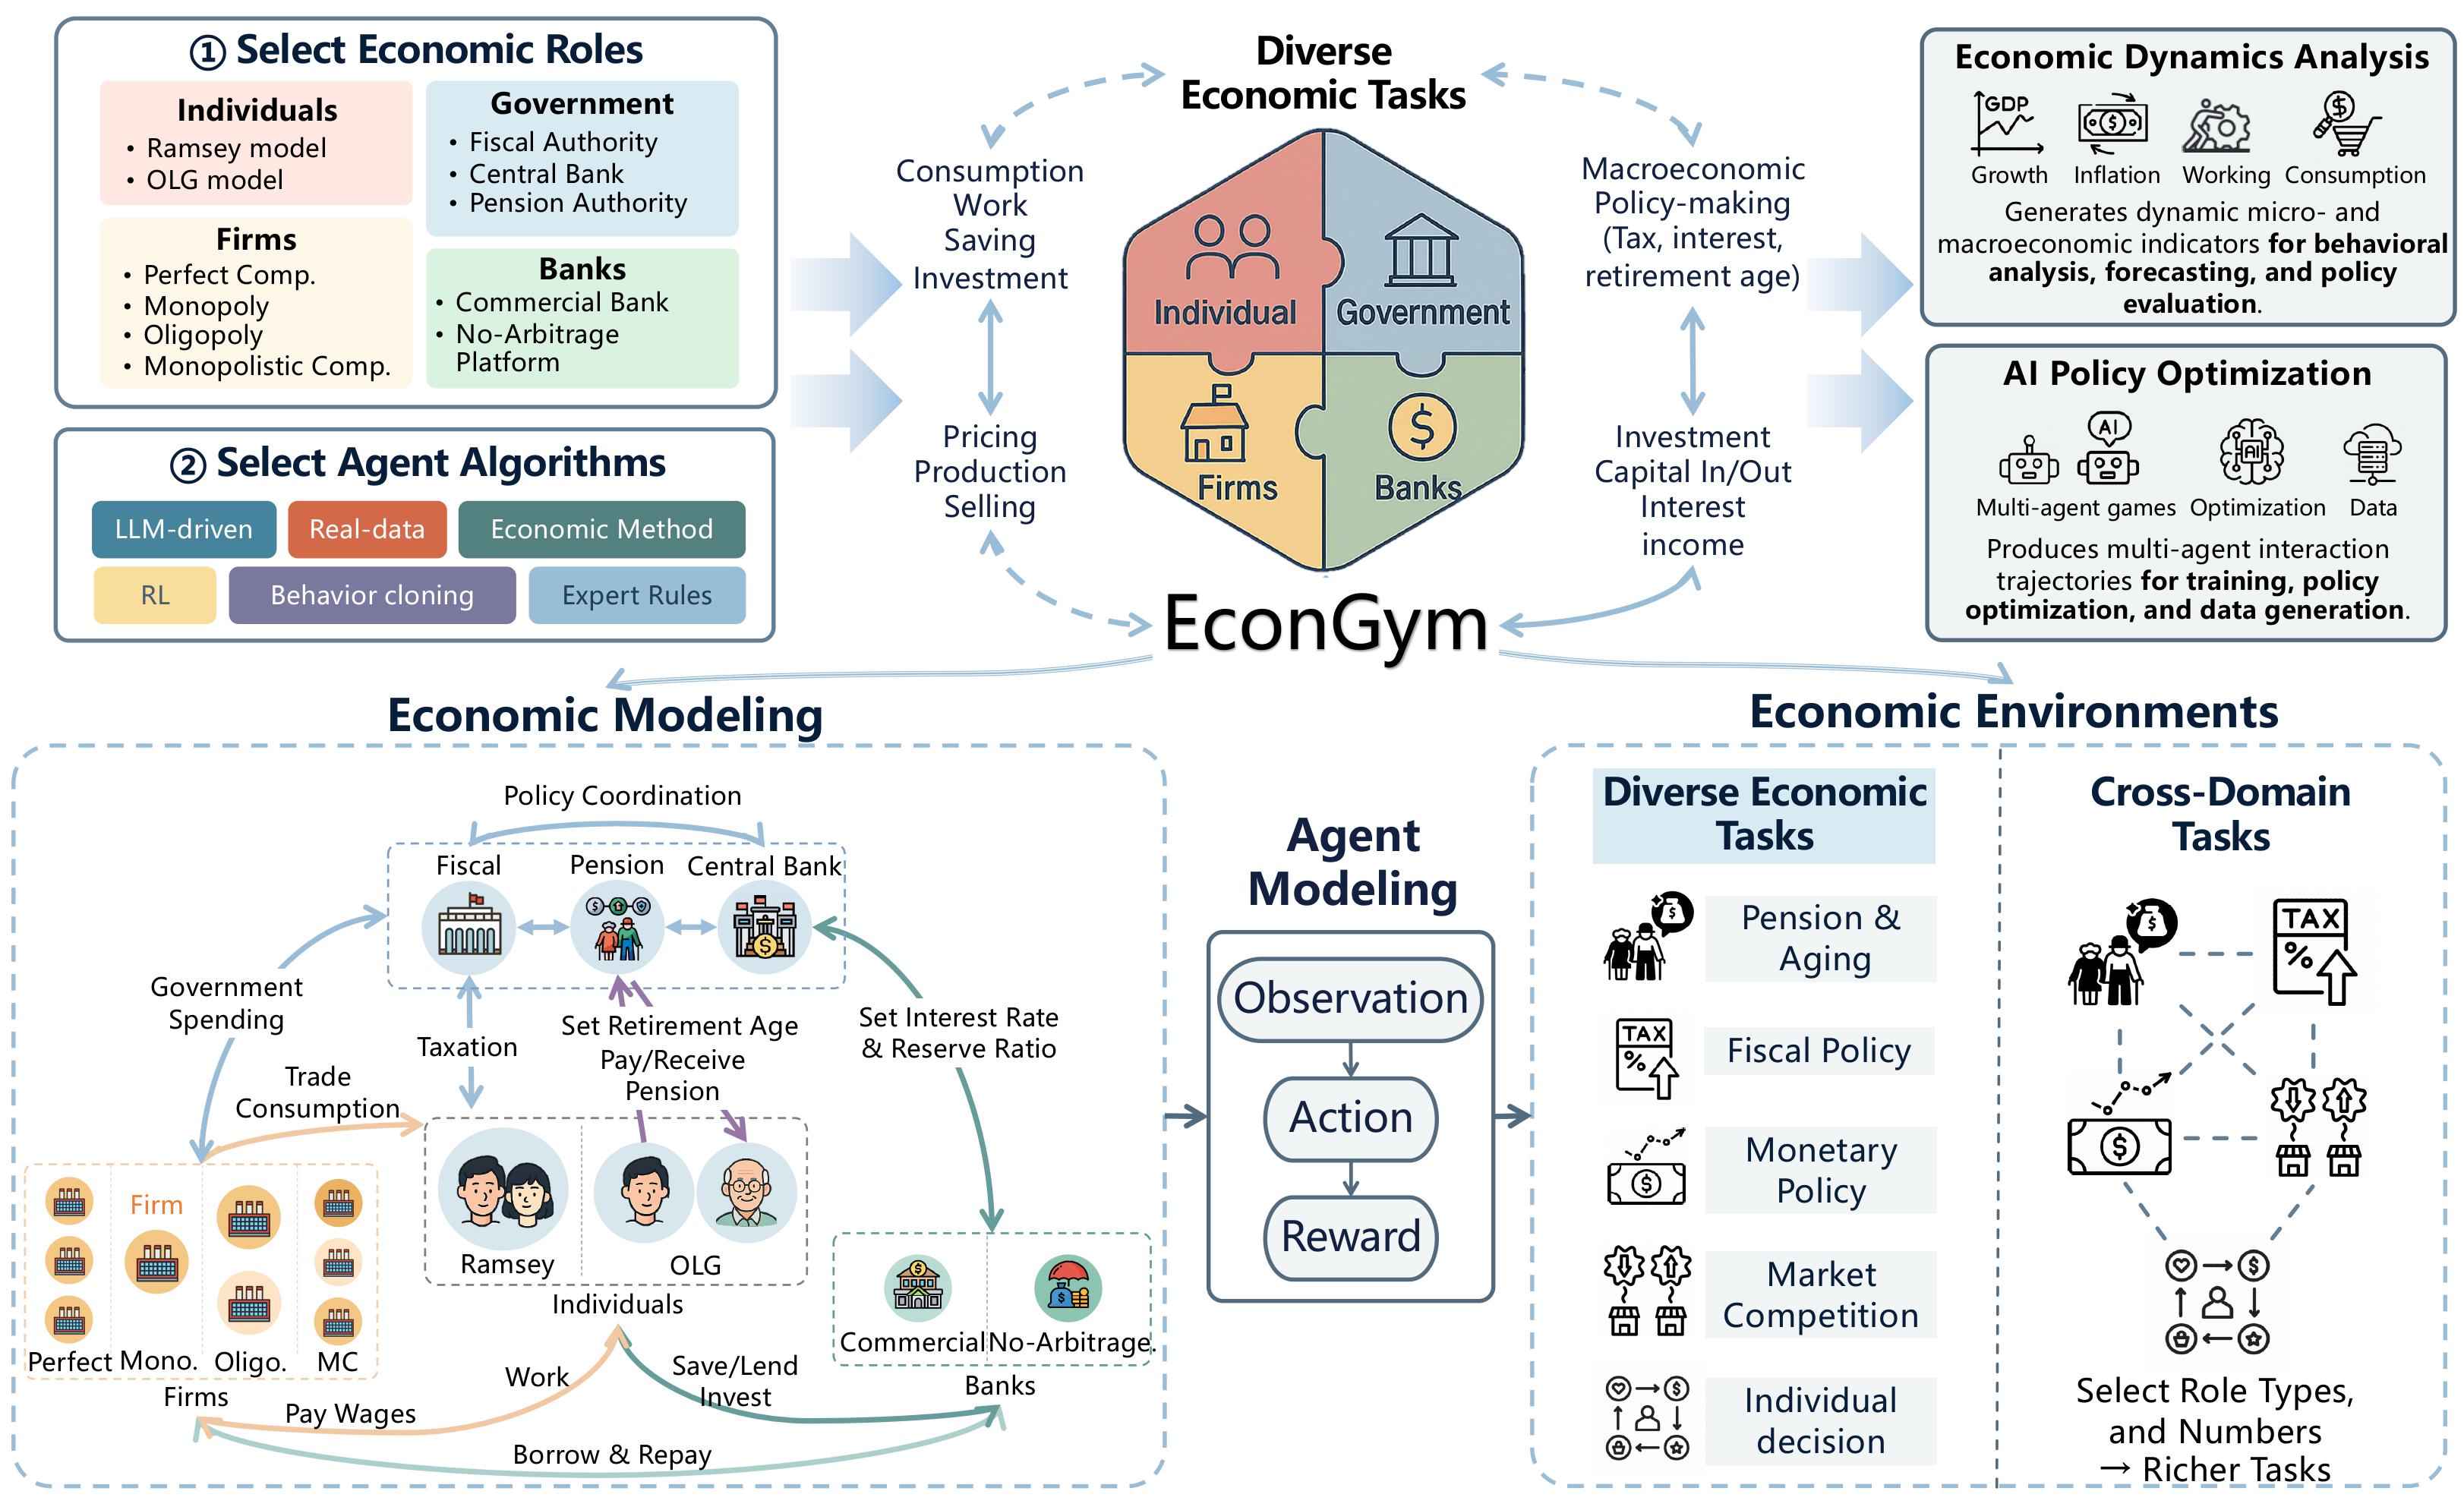 ① Select Economic Roles
Individuals
• Ramsey model
• OLG model
Government
• Fiscal Authority
• Central Bank
• Pension Authority
Firms
• Perfect Comp.
• Monopoly
• Oligopoly
• Monopolistic Comp.
Banks
• Commercial Bank
• No-Arbitrage
Platform
② Select Agent Algorithms
LLM-driven
Real-data
Economic Method
RL
Behavior cloning
Expert Rules
Diverse
Economic Tasks
Consumption
Work
Saving
Investment
Pricing
Production
Selling
Individual
Government
Firms
Banks
$
Macroeconomic
Policy-making
(Tax, interest,
retirement age)
Investment
Capital In/Out
Interest
income
EconGym
Economic Dynamics Analysis
GDP
$
$
Growth
Inflation
Working
Consumption
Generates dynamic micro- and
macroeconomic indicators for behavioral
analysis, forecasting, and policy
evaluation.
AI Policy Optimization
AI
AI
Multi-agent games
Optimization
Data
Produces multi-agent interaction
trajectories for training, policy
optimization, and data generation.
Economic Modeling
Policy Coordination
Fiscal
Pension
Central Bank
$
$
Government
Spending
Taxation
Set Retirement Age
Pay/Receive
Pension
Set Interest Rate
& Reserve Ratio
Trade
Consumption
Firm
Perfect
Mono.
Oligo.
MC
Firms
Ramsey
OLG
Individuals
$
$
Commercial
No-Arbitrage.
Banks
Work
Pay Wages
Save/Lend
Invest
Borrow & Repay
Agent
Modeling
Observation
Action
Reward
Economic Environments
Diverse Economic
Tasks
$
Pension &
Aging
TAX
%
Fiscal Policy
$
Monetary
Policy
Market
Competition
$
Individual
decision
Cross-Domain
Tasks
$
TAX
%
$
$
Select Role Types,
and Numbers
→ Richer Tasks